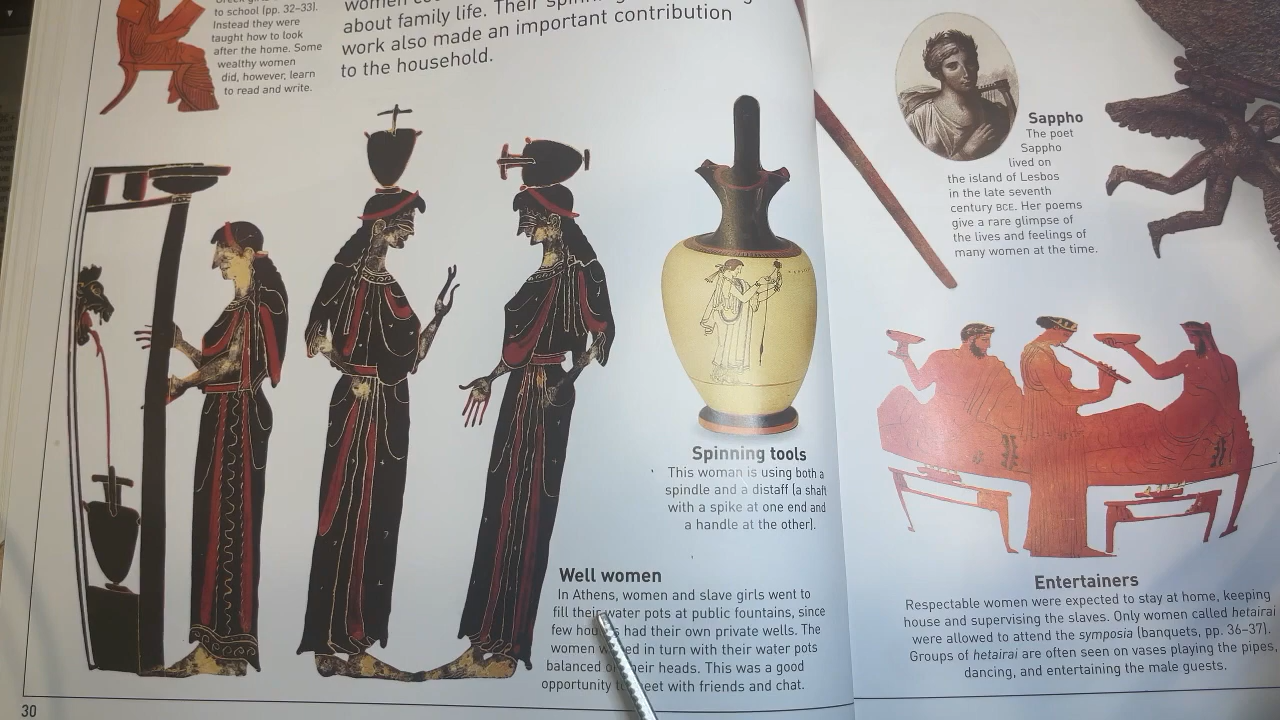 to school (pp. 32–33).
Instead they were
taught how to look
after the home. Some
wealthy women
did, however, learn
to read and write.
women
about family life. Their
work also made an important contribution
to the household.
Sappho
The poet
Sappho
lived on
the island of Lesbos
in the late seventh
century BCE. Her poems
give a rare glimpse of
the lives and feelings of
many women at the time.
Spinning tools
This woman is using both a
spindle and a distaff (a shaft
with a spike at one end and
a handle at the other).
Well women
In Athens, women and slave girls went to
fill their water pots at public fountains, since
few had their own private wells. The
women in turn with their water pots
balanced heads. This was a good
opportunity with friends and chat.
Entertainers
Respectable women were expected to stay at home, keeping
house and supervising the slaves. Only women called hetairai
were allowed to attend the symposia (banquets, pp. 36–37).
Groups of hetairai are often seen on vases playing the pipes,
dancing, and entertaining the male guests.
30